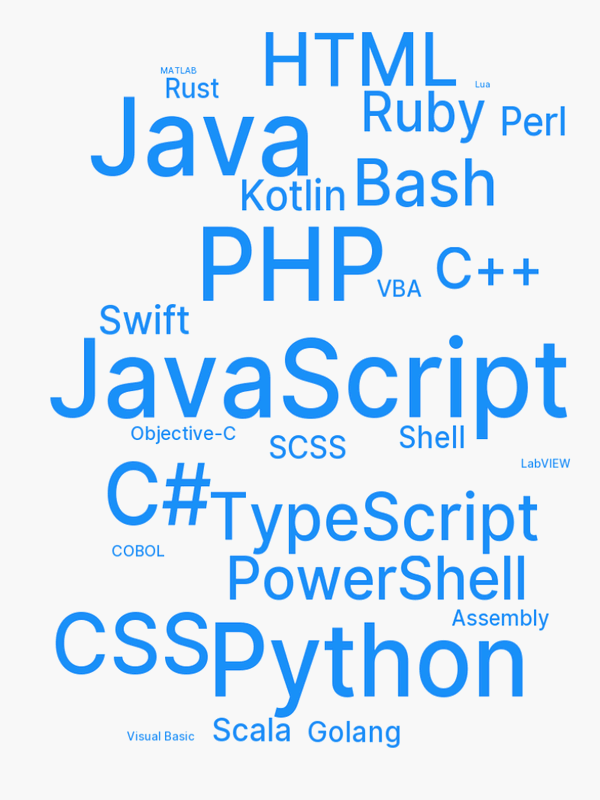 HTML
MATLAB
Rust
Lua
Ruby
Perl
Java
Kotlin
Bash
PHP
VBA
C++
Swift
JavaScript
Objective-C
SCSS
Shell
LabVIEW
C#
TypeScript
COBOL
PowerShell
Assembly
CSS
Python
Visual Basic
Scala
Golang